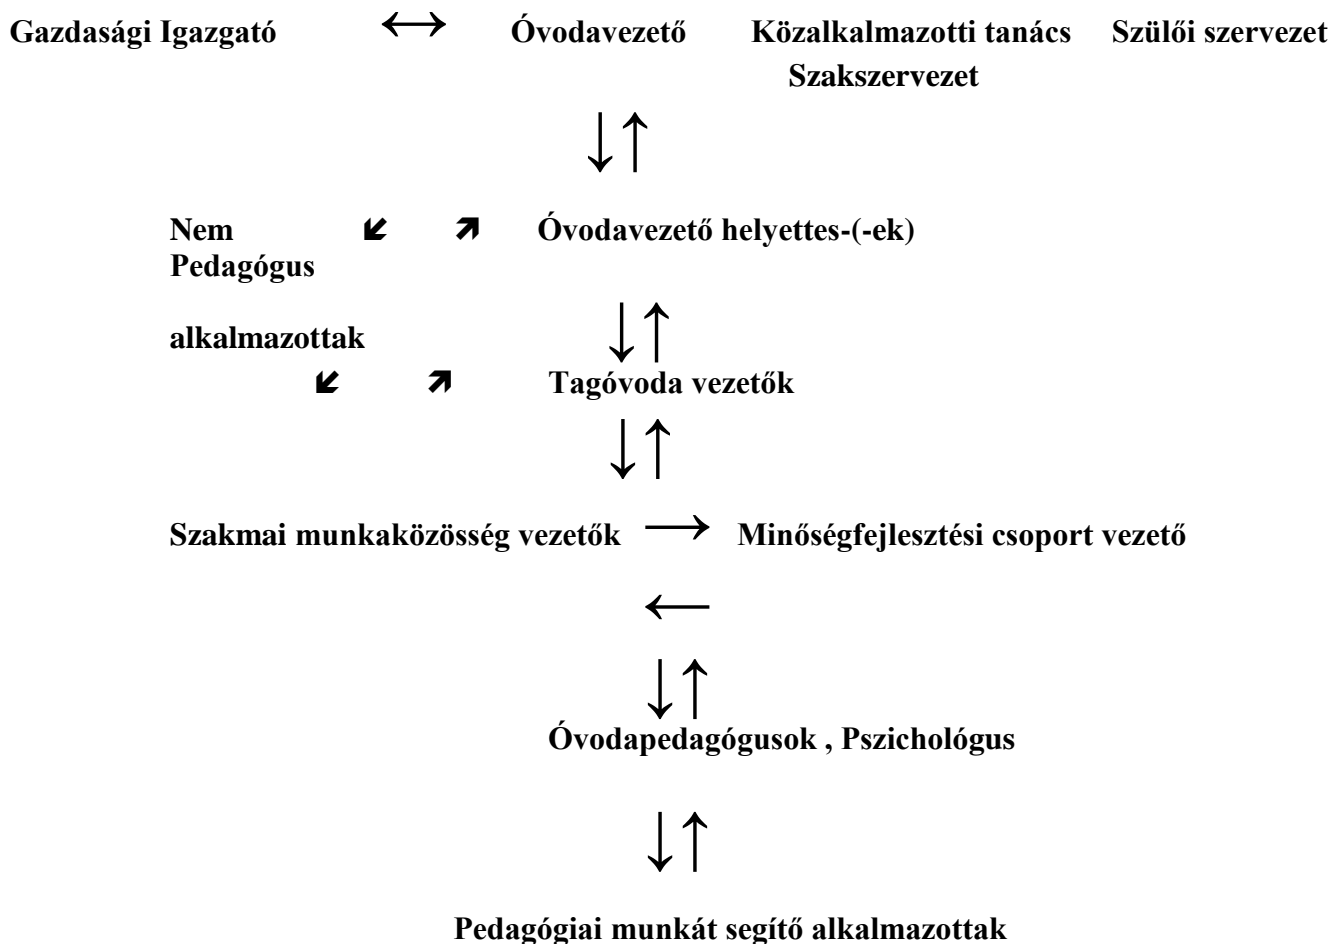 Gazdasági Igazgató ↔ Óvodavezető Közalkalmazotti tanács Szülői szervezet
Szakszervezet
↓↑
Nem ↙ ↗ Óvodavezető helyettes-(-ek)
Pedagógus
↓↑
alkalmazottak
↙ ↗ Tagóvoda vezetők
↓↑
Szakmai munkaközösség vezetők → Minőségfejlesztési csoport vezető
←
↓↑
Óvodapedagógusok , Pszichológus
↓↑
Pedagógiai munkát segítő alkalmazottak